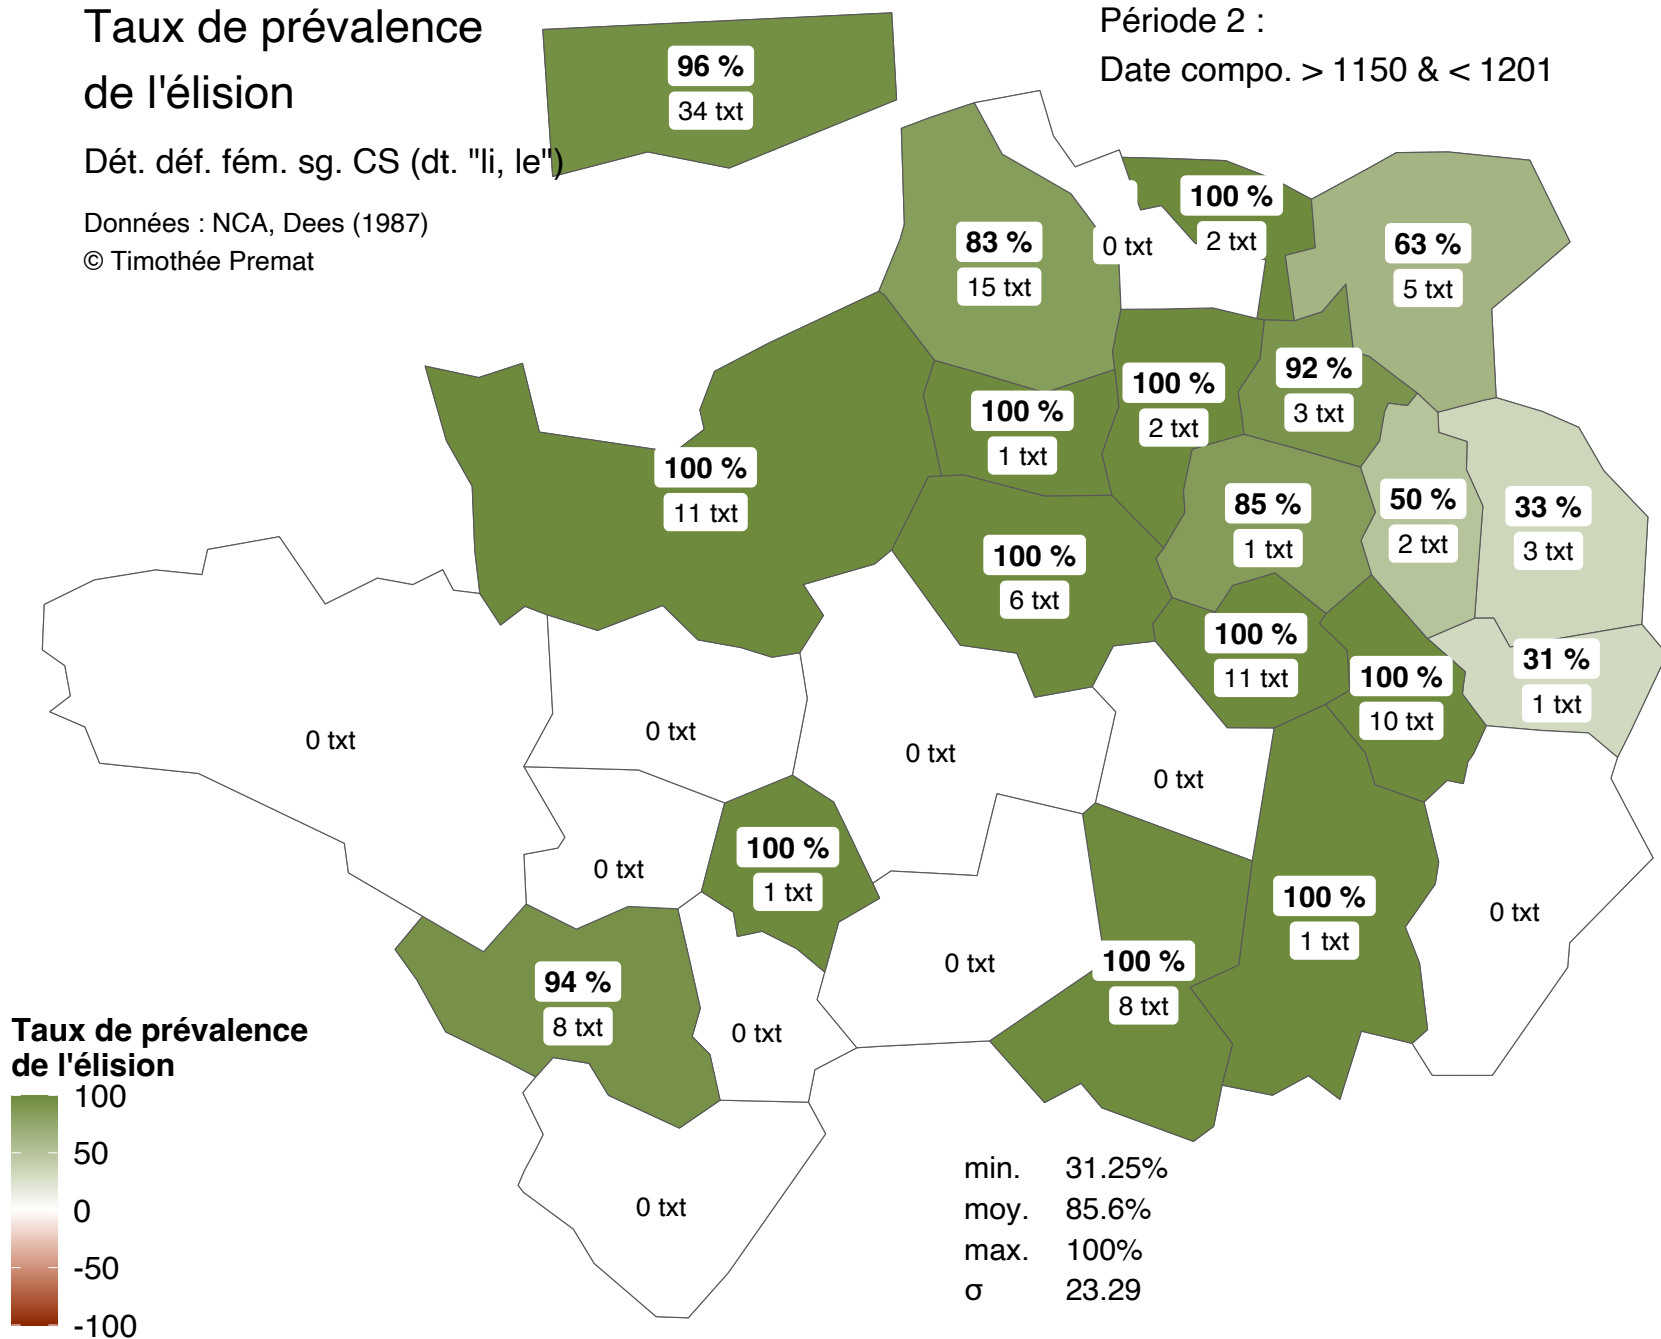 Taux de prévalence
de l'élision
Dét. déf. fém. sg. CS (dt. "li, le")
Données : NCA, Dees (1987)
© Timothée Premat
Période 2 :
Date compo. > 1150 & < 1201
96 %
34 txt
100 %
2 txt
83 %
15 txt
0 txt
63 %
5 txt
92 %
3 txt
100 %
2 txt
100 %
1 txt
100 %
11 txt
85 %
1 txt
50 %
2 txt
33 %
3 txt
100 %
6 txt
100 %
11 txt
100 %
10 txt
31 %
1 txt
0 txt
0 txt
0 txt
0 txt
0 txt
100 %
1 txt
100 %
1 txt
0 txt
94 %
8 txt
0 txt
0 txt
100 %
8 txt
0 txt
Taux de prévalence
de l'élision
100
50
0
-50
-100
min. 31.25%
moy. 85.6%
max. 100%
σ 23.29